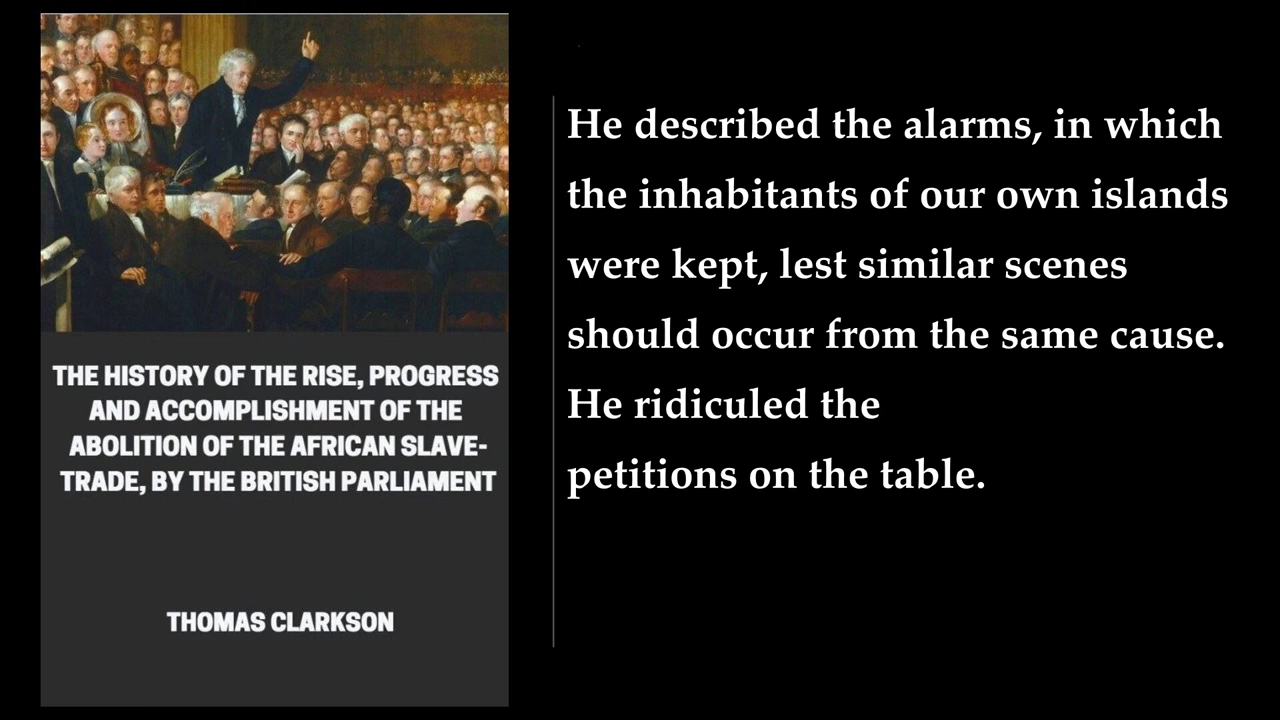 THE HISTORY OF THE RISE, PROGRESS
AND ACCOMPLISHMENT OF THE
ABOLITION OF THE AFRICAN SLAVE-
TRADE, BY THE BRITISH PARLIAMENT
THOMAS CLARKSON
He described the alarms, in which
the inhabitants of our own islands
were kept, lest similar scenes
should occur from the same cause.
He ridiculed the
petitions on the table.